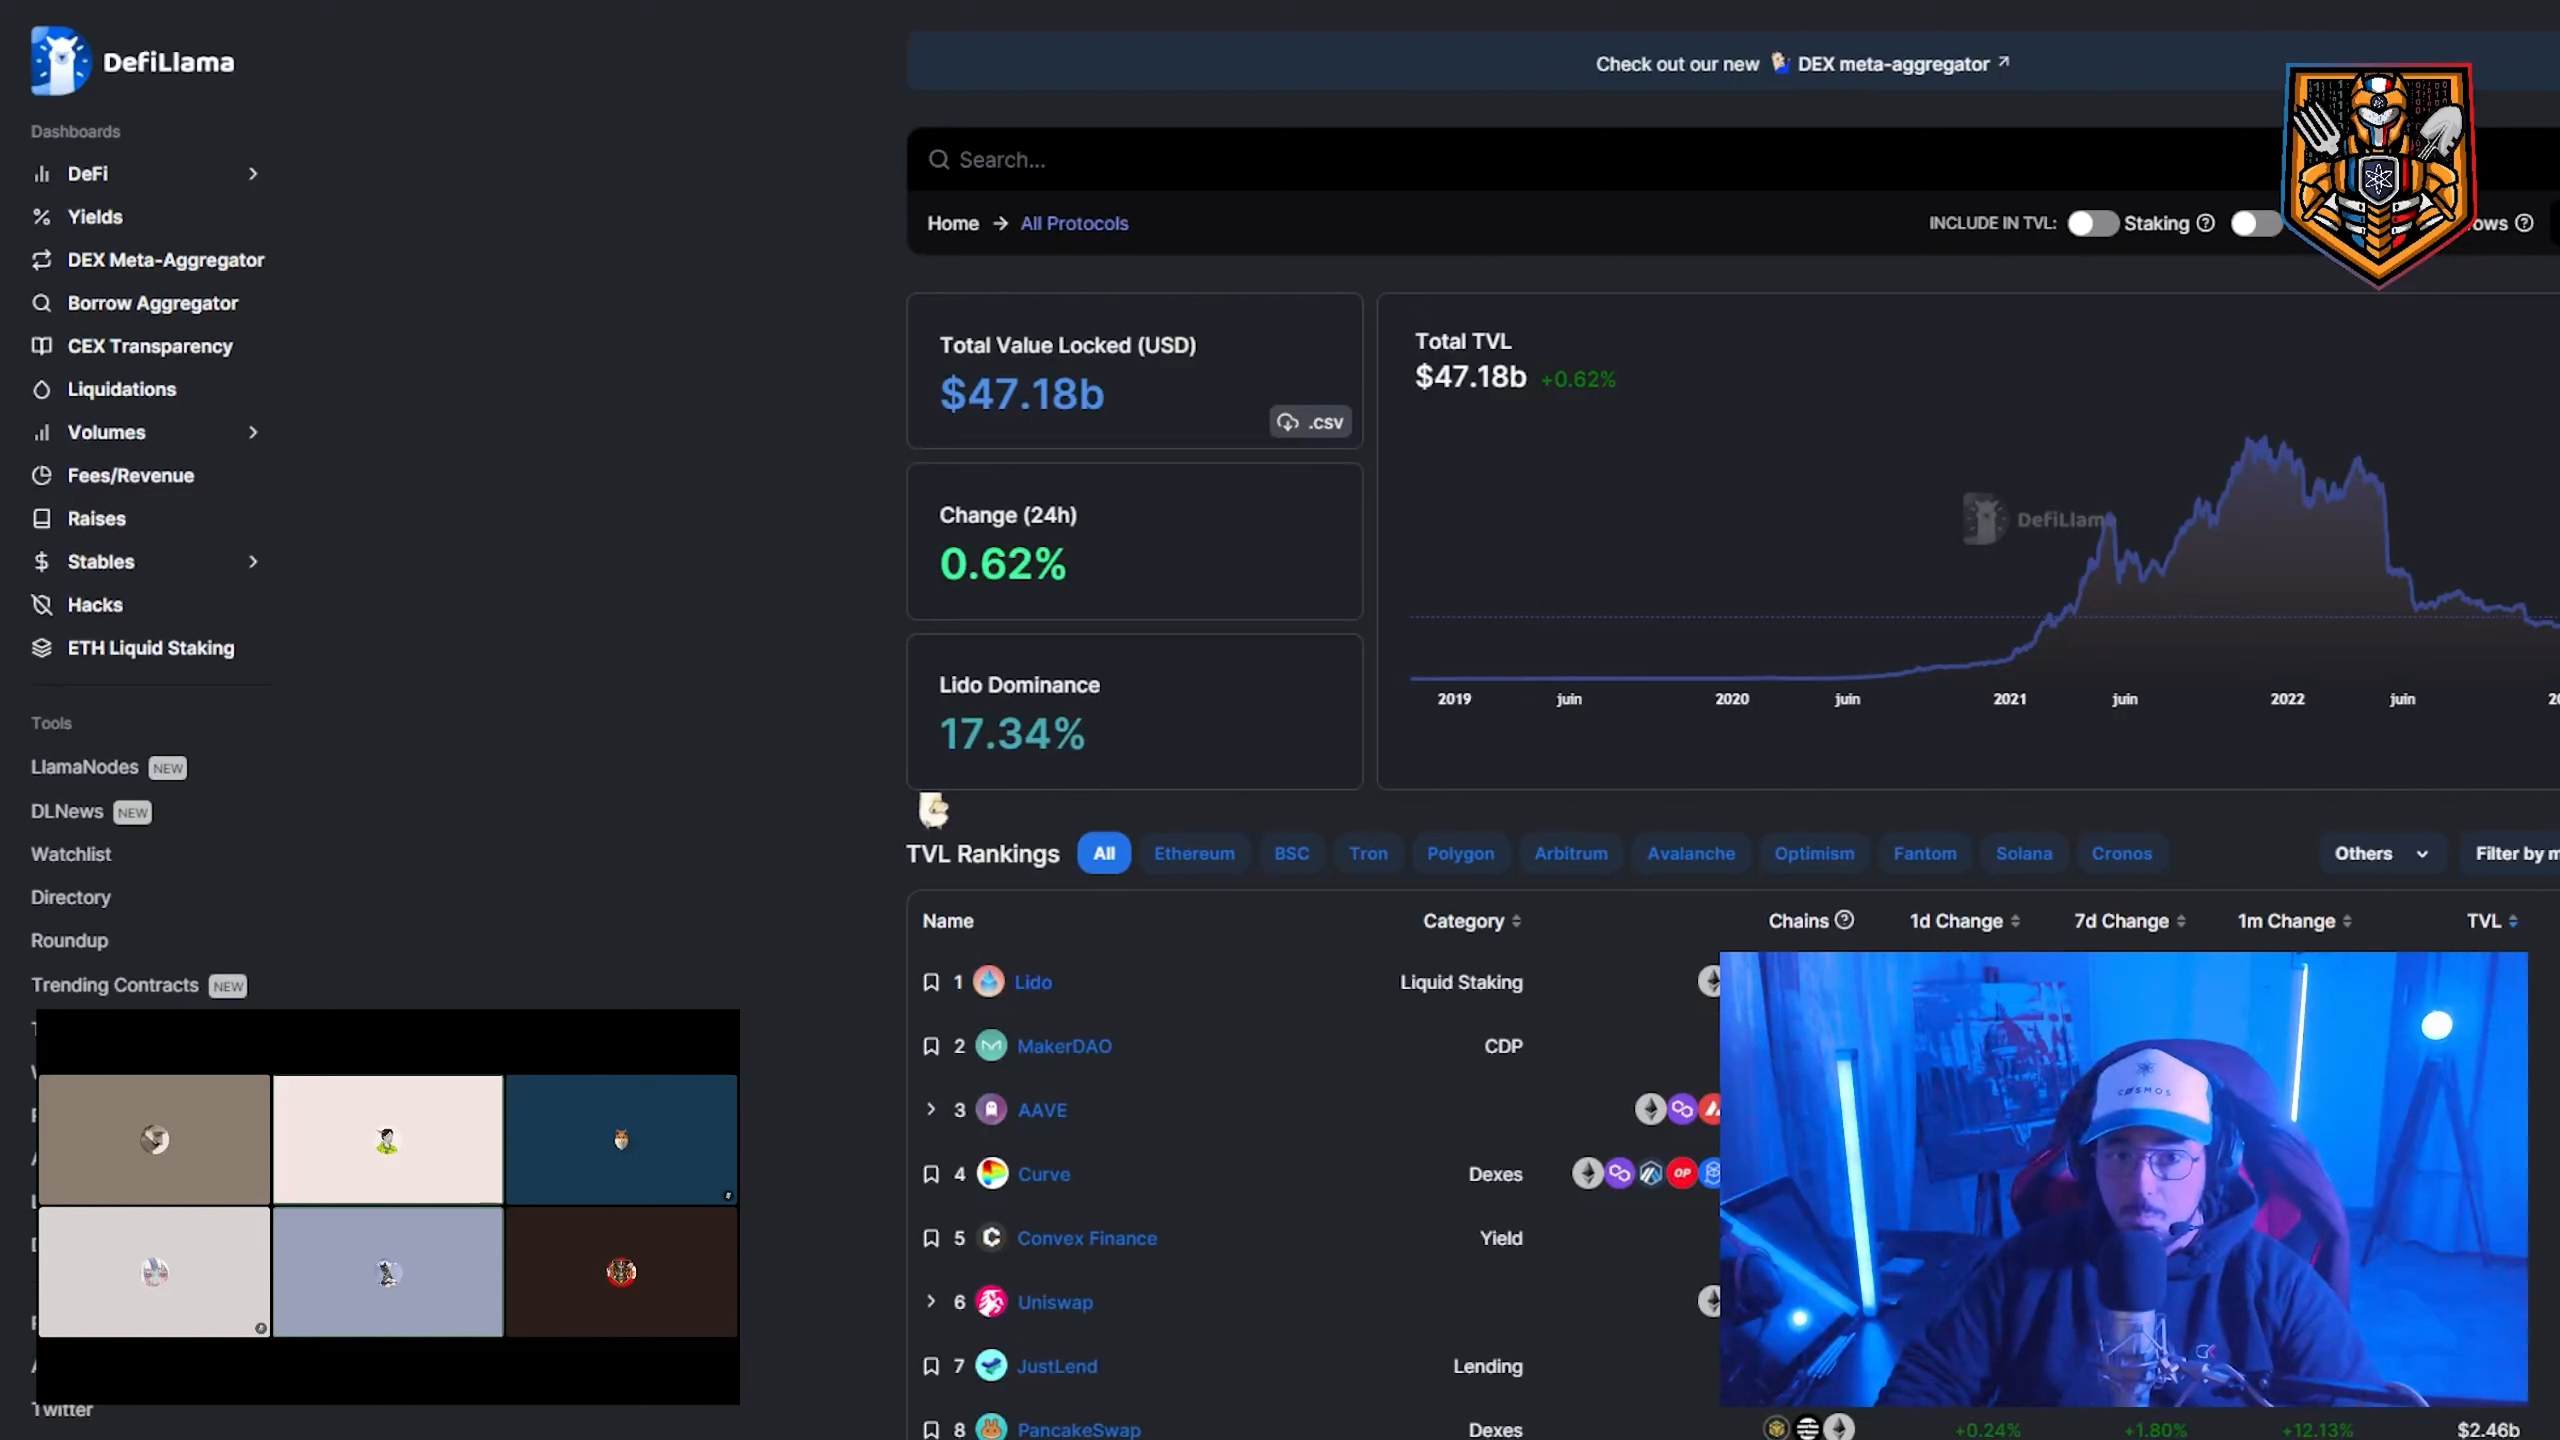 DefiLlama
Dashboards
DeFi
Yields
DEX Meta-Aggregator
Borrow Aggregator
CEX Transparency
Liquidations
Volumes
Fees/Revenue
Raises
Stables
Hacks
ETH Liquid Staking
Tools
LlamaNodes NEW
DLNews NEW
Watchlist
Directory
Roundup
Trending Contracts NEW
Twitter
Check out our new DEX meta-aggregator
Search...
Home → All Protocols
INCLUDE IN TVL: Staking
Total Value Locked (USD)
$47.18b
.csv
Change (24h)
0.62%
Lido Dominance
17.34%
Total TVL
$47.18b +0.62%
2019 juin 2020 juin 2021 juin 2022 juin
TVL Rankings All Ethereum BSC Tron Polygon Arbitrum Avalanche Optimism Fantom Solana Cronos Others Filter by
Name Category Chains 1d Change 7d Change 1m Change TVL
1 Lido Liquid Staking
2 MakerDAO CDP
3 AAVE
4 Curve Dexes OP
5 Convex Finance Yield
6 Uniswap
7 JustLend Lending
8 PancakeSwap Dexes +0.24% +1.80% +12.13% $2.46b
COSMOS